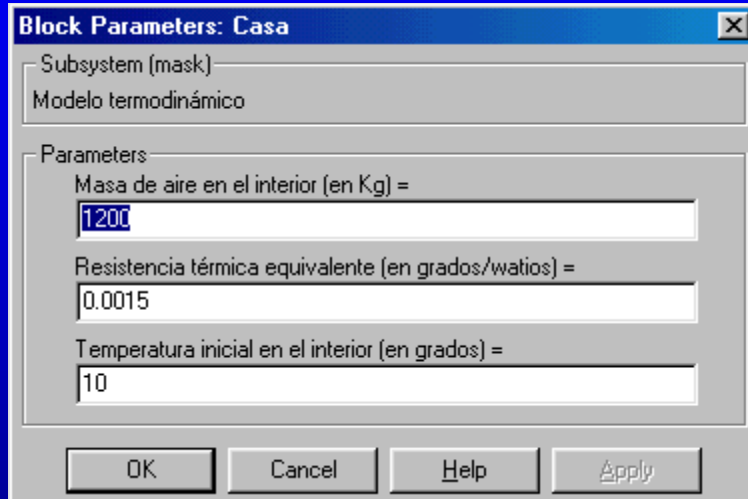 Block Parameters: Casa
Subsystem (mask)
Modelo termodinámico
Parameters
Masa de aire en el interior (en Kg) =
1200
Resistencia térmica equivalente (en grados/watios) =
0.0015
Temperatura inicial en el interior (en grados) =
10
OK Cancel Help Apply